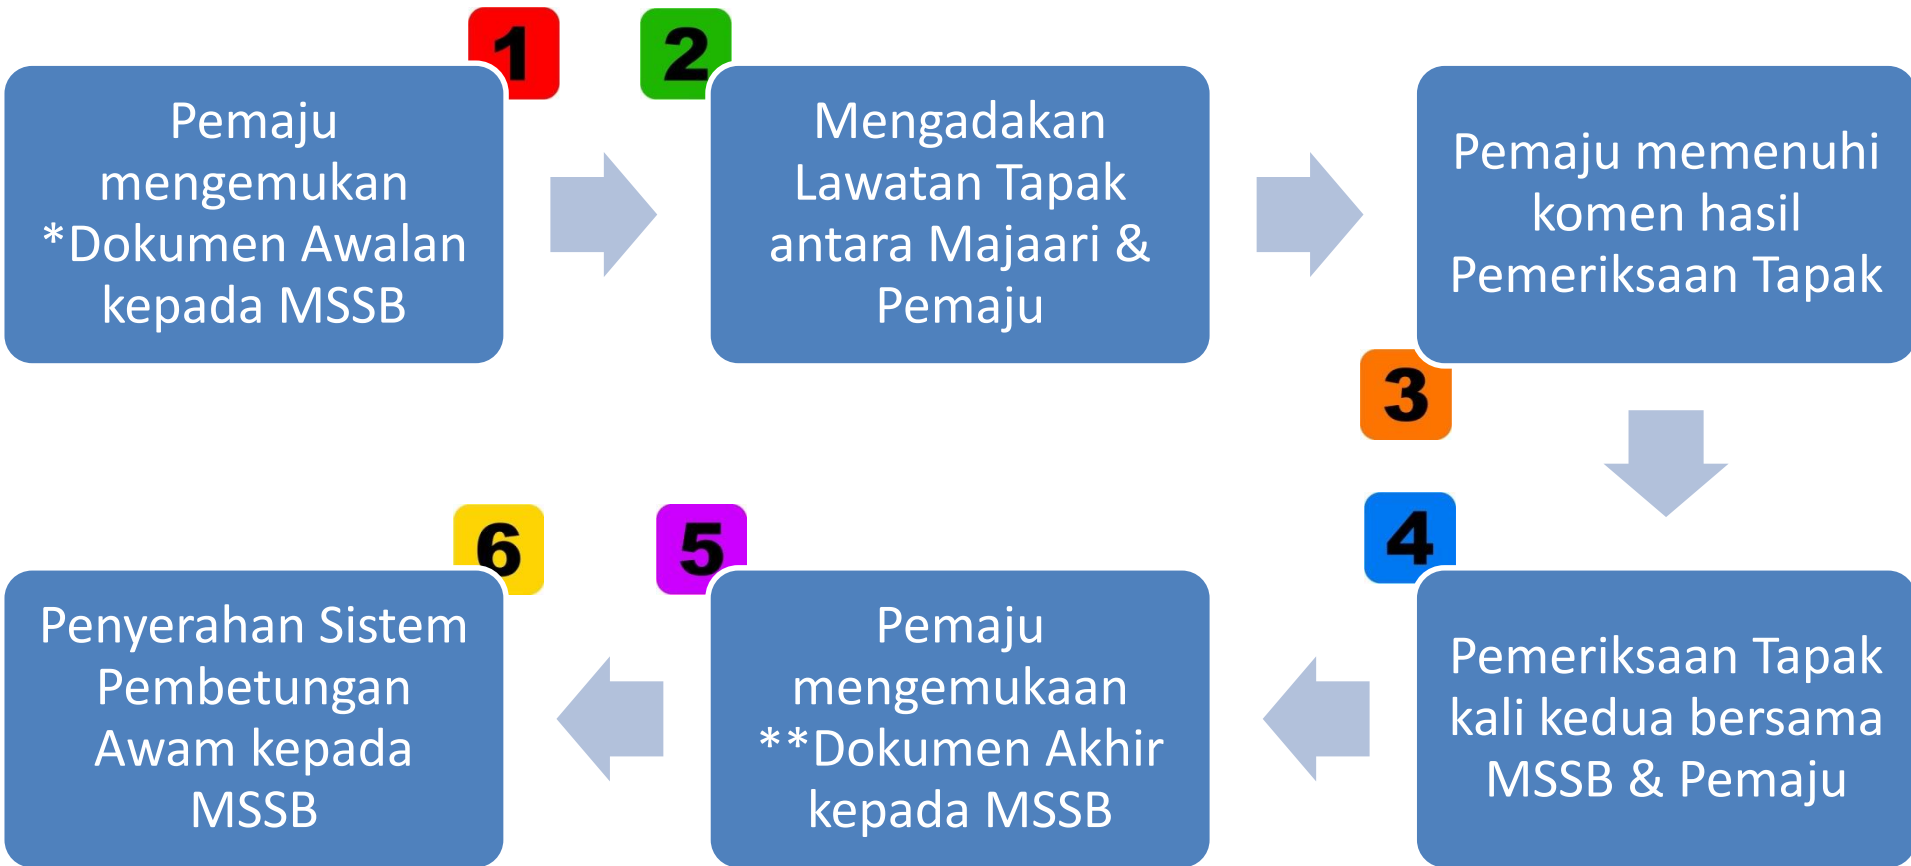 1
Pemaju
mengemukan
*Dokumen Awalan
kepada MSSB
2
Mengadakan
Lawatan Tapak
antara Majaari &
Pemaju
Pemaju memenuhi
komen hasil
Pemeriksaan Tapak
3
4
Pemeriksaan Tapak
kali kedua bersama
MSSB & Pemaju
5
Pemaju
mengemukaan
**Dokumen Akhir
kepada MSSB
6
Penyerahan Sistem
Pembetungan
Awam kepada
MSSB